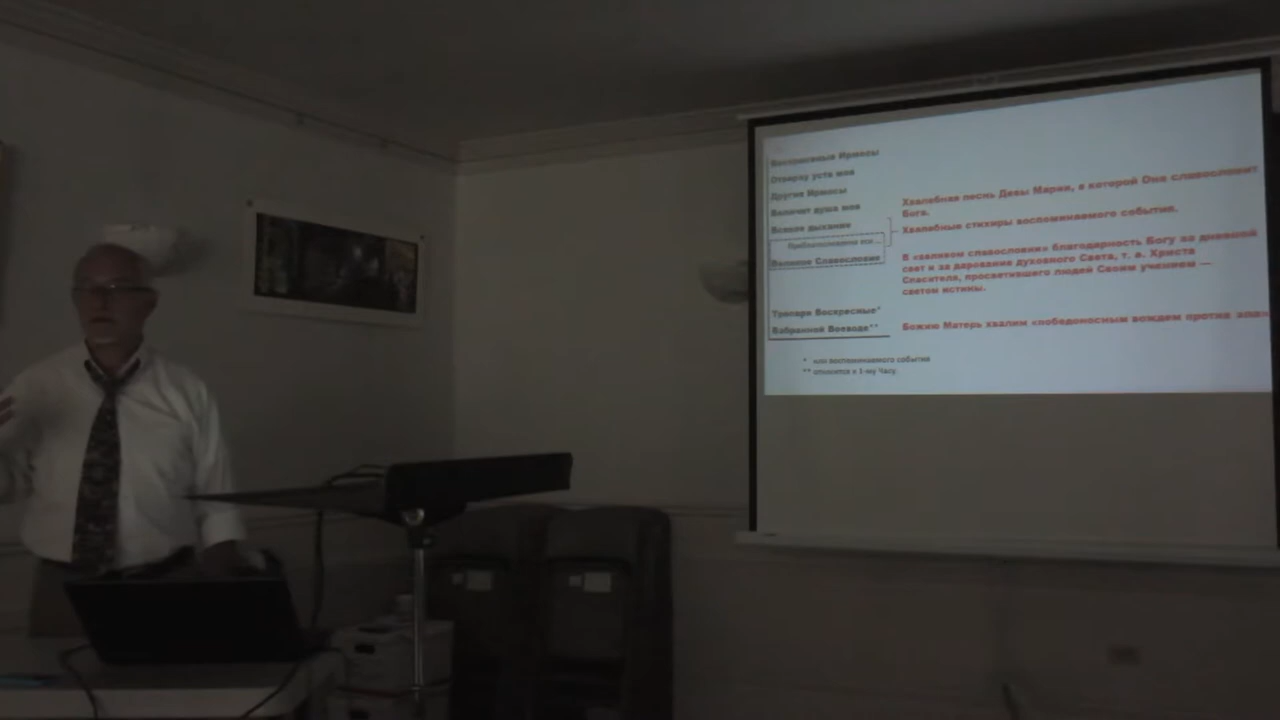 Воскресные Ирмосы
Отверзу уста моя
Другие Ирмосы
Величит душа моя
Всякое дыхание
Великое Славословие
Тропари Воскресные*
Взбранной Воеводе**
Хвалебная песнь Девы Марии, в которой Она славословит
Бога.
Хвалебные стихиры воспоминаемого события.
В «великом славословии» благодарность Богу за дневной
свет и за дарование духовного Света, т. е. Христа
Спасителя, просветившего людей Своим учением —
светом истины.
Божию Матерь хвалим «победоносным вождем против зла»
* или воспоминаемого события
** относится к 1-му Часу.